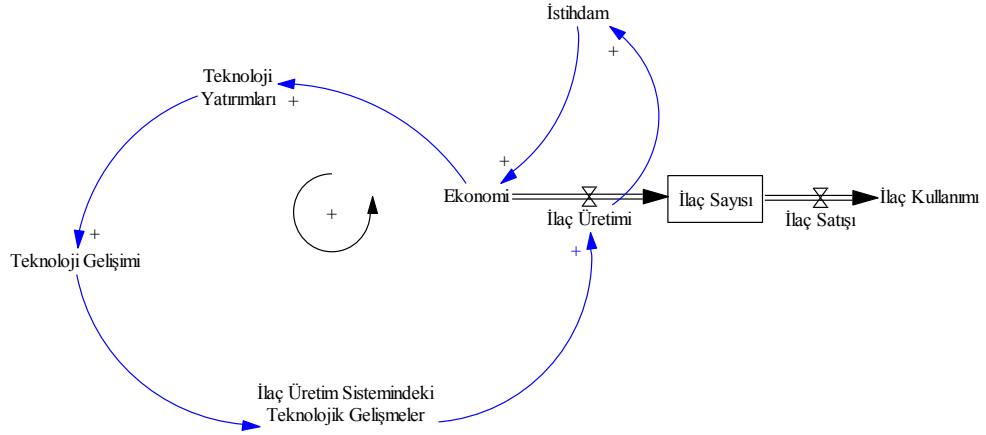 İstihdam
+
Teknoloji
Yatırımları
+
+
Ekonomi
İlaç Üretimi
İlaç Sayısı
İlaç Satışı
İlaç Kullanımı
+
+
Teknoloji Gelişimi
+
İlaç Üretim Sistemindeki
Teknolojik Gelişmeler